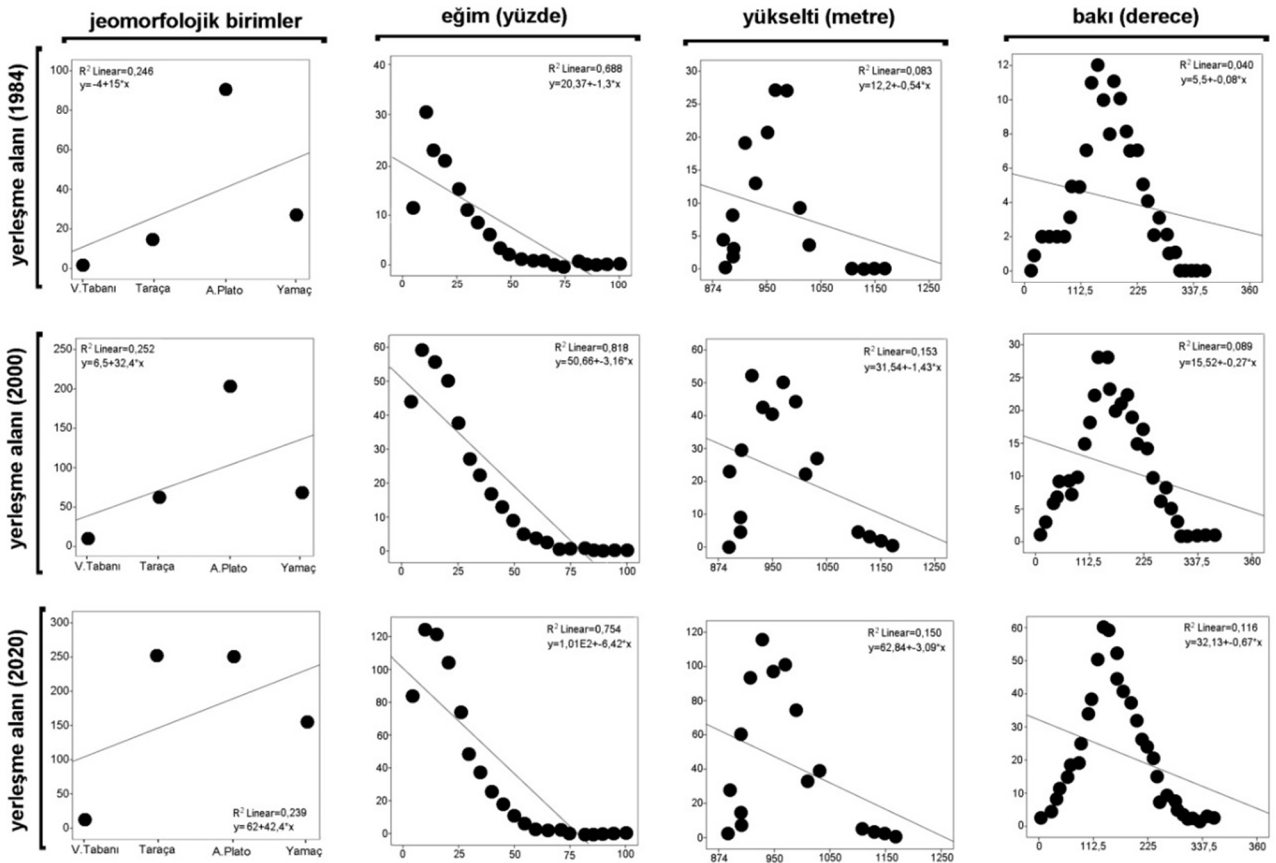 jeomorfolojik birimler
eğim (yüzde)
yükselti (metre)
bakı (derece)
yerleşme alanı (1984)
R² Linear=0,246
y=-4+15*x
100
80
60
40
20
0
V.Tabanı Taraça A.Plato Yamaç
R² Linear=0,688
y=20,37+-1,3*x
40
30
20
10
0
0 25 50 75 100
R² Linear=0,083
y=12,2+-0,54*x
30
25
20
15
10
5
0
874 950 1050 1150 1250
R² Linear=0,040
y=5,5+-0,08*x
12
10
8
6
4
2
0
0 112,5 225 337,5 360
yerleşme alanı (2000)
R² Linear=0,252
y=6,5+32,4*x
250
200
150
100
50
0
V.Tabanı Taraça A.Plato Yamaç
R² Linear=0,818
y=50,66+-3,16*x
60
50
40
30
20
10
0
0 25 50 75 100
R² Linear=0,153
y=31,54+-1,43*x
60
50
40
30
20
10
0
874 950 1050 1150 1250
R² Linear=0,089
y=15,52+-0,27*x
30
25
20
15
10
5
0
0 112,5 225 337,5 360
yerleşme alanı (2020)
300
250
200
150
100
50
0
R² Linear=0,239
y=62+42,4*x
V.Tabanı Taraça A.Plato Yamaç
R² Linear=0,754
y=1,01E2+-6,42*x
120
100
80
60
40
20
0
0 25 50 75 100
R² Linear=0,150
y=62,84+-3,09*x
120
100
80
60
40
20
0
874 950 1050 1150 1250
R² Linear=0,116
y=32,13+-0,67*x
60
50
40
30
20
10
0
0 112,5 225 337,5 360